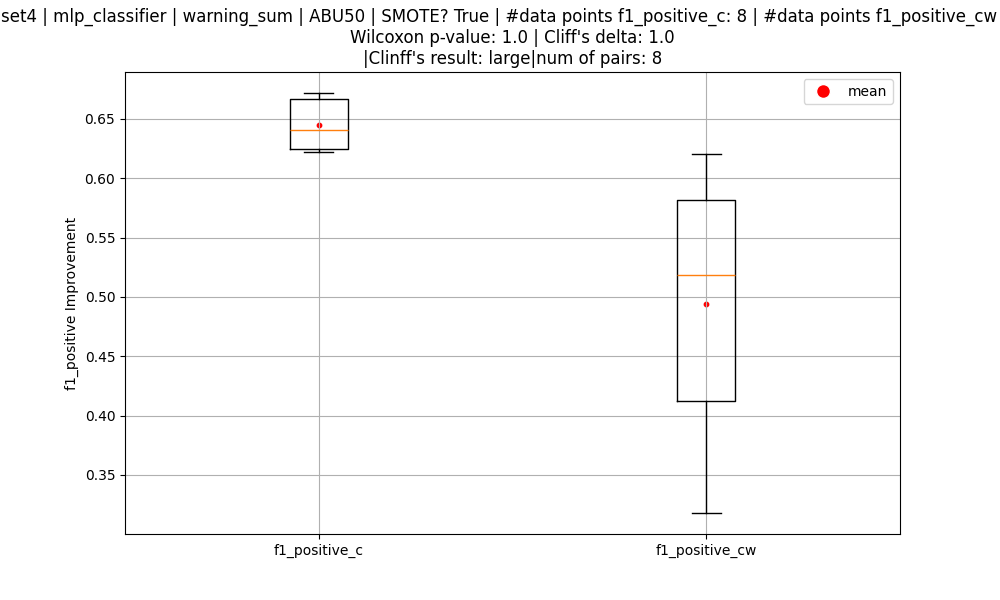 set4 | mlp_classifier | warning_sum | ABU50 | SMOTE? True | #data points f1_positive_c: 8 | #data points f1_positive_cw
Wilcoxon p-value: 1.0 | Cliff's delta: 1.0
|Clinff's result: large|num of pairs: 8
mean
0.65
0.60
0.55
0.50
0.45
0.40
0.35
f1_positive Improvement
f1_positive_c
f1_positive_cw